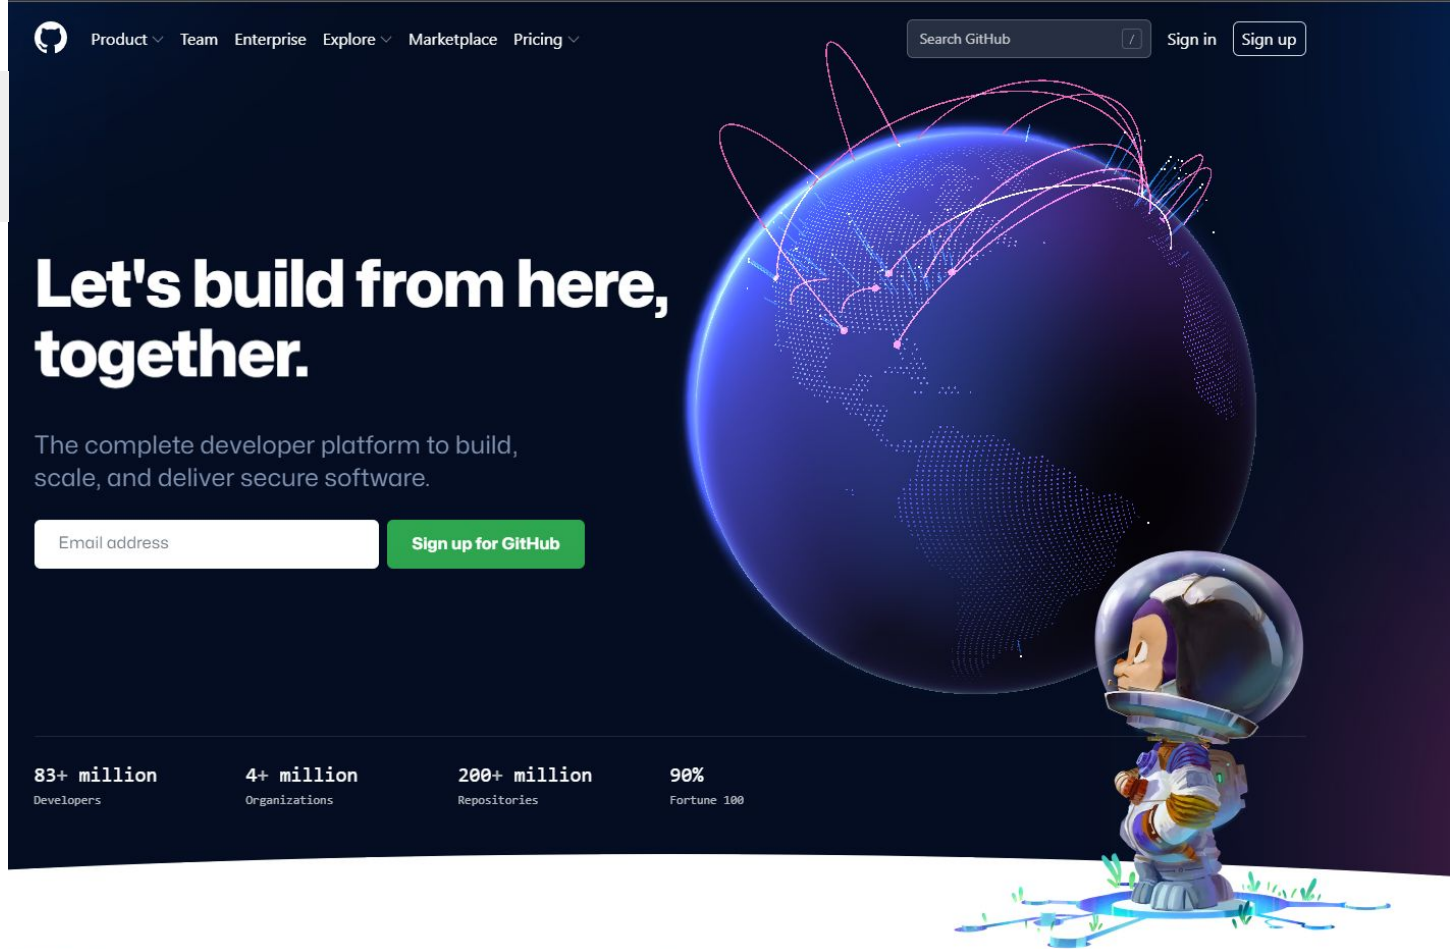 Product Team Enterprise Explore Marketplace Pricing Search GitHub / Sign in Sign up
Let's build from here,
together.
The complete developer platform to build,
scale, and deliver secure software.
Email address Sign up for GitHub
83+ million 4+ million 200+ million 90%
Developers Organizations Repositories Fortune 100